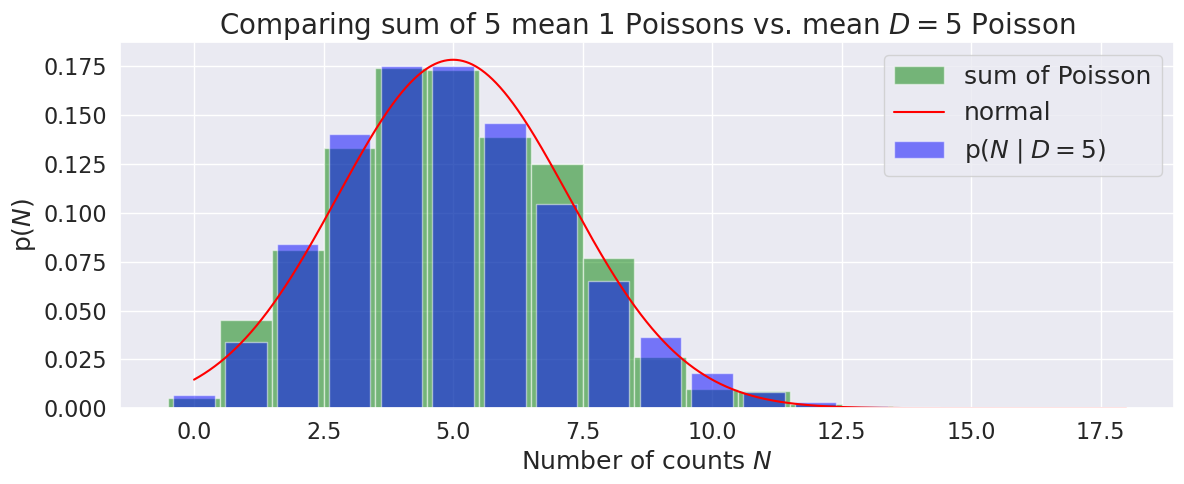 Comparing sum of 5 mean 1 Poissons vs. mean D = 5 Poisson
sum of Poisson
normal
p(N | D = 5)
p(N)
0.175
0.150
0.125
0.100
0.075
0.050
0.025
0.000
0.0 2.5 5.0 7.5 10.0 12.5 15.0 17.5
Number of counts N